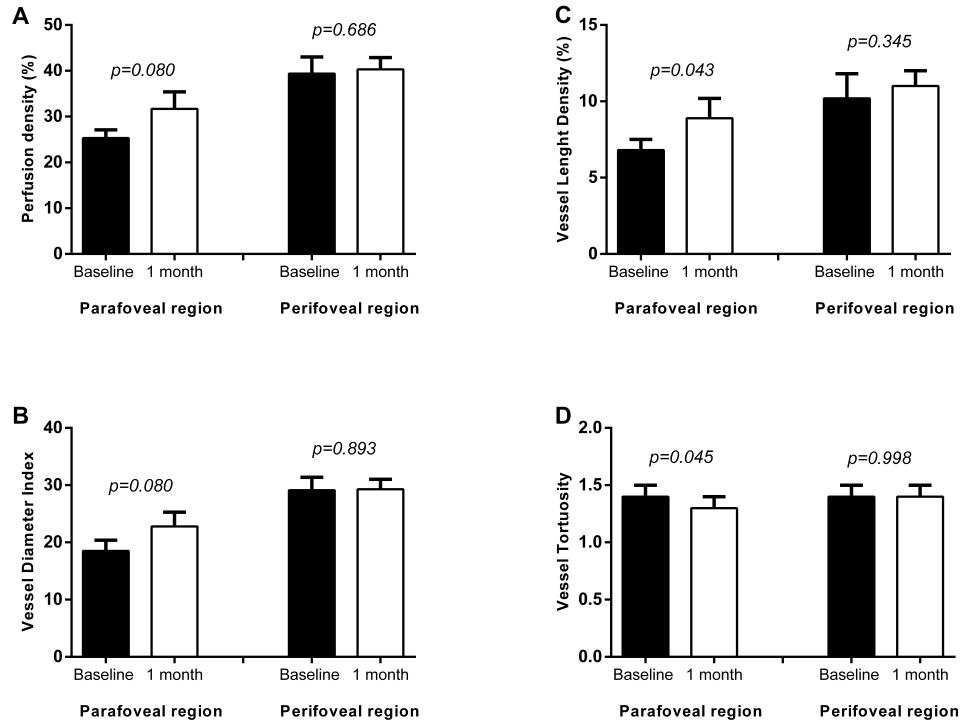 A
Perfusion density (%)
50
40
30
20
10
0
p=0.080
p=0.686
Baseline 1 month Baseline 1 month
Parafoveal region Perifoveal region
C
Vessel Lenght Density (%)
15
10
5
0
p=0.043
p=0.345
Baseline 1 month Baseline 1 month
Parafoveal region Perifoveal region
B
Vessel Diameter Index
40
30
20
10
0
p=0.080
p=0.893
Baseline 1 month Baseline 1 month
Parafoveal region Perifoveal region
D
Vessel Tortuosity
2.0
1.5
1.0
0.5
0.0
p=0.045
p=0.998
Baseline 1 month Baseline 1 month
Parafoveal region Perifoveal region